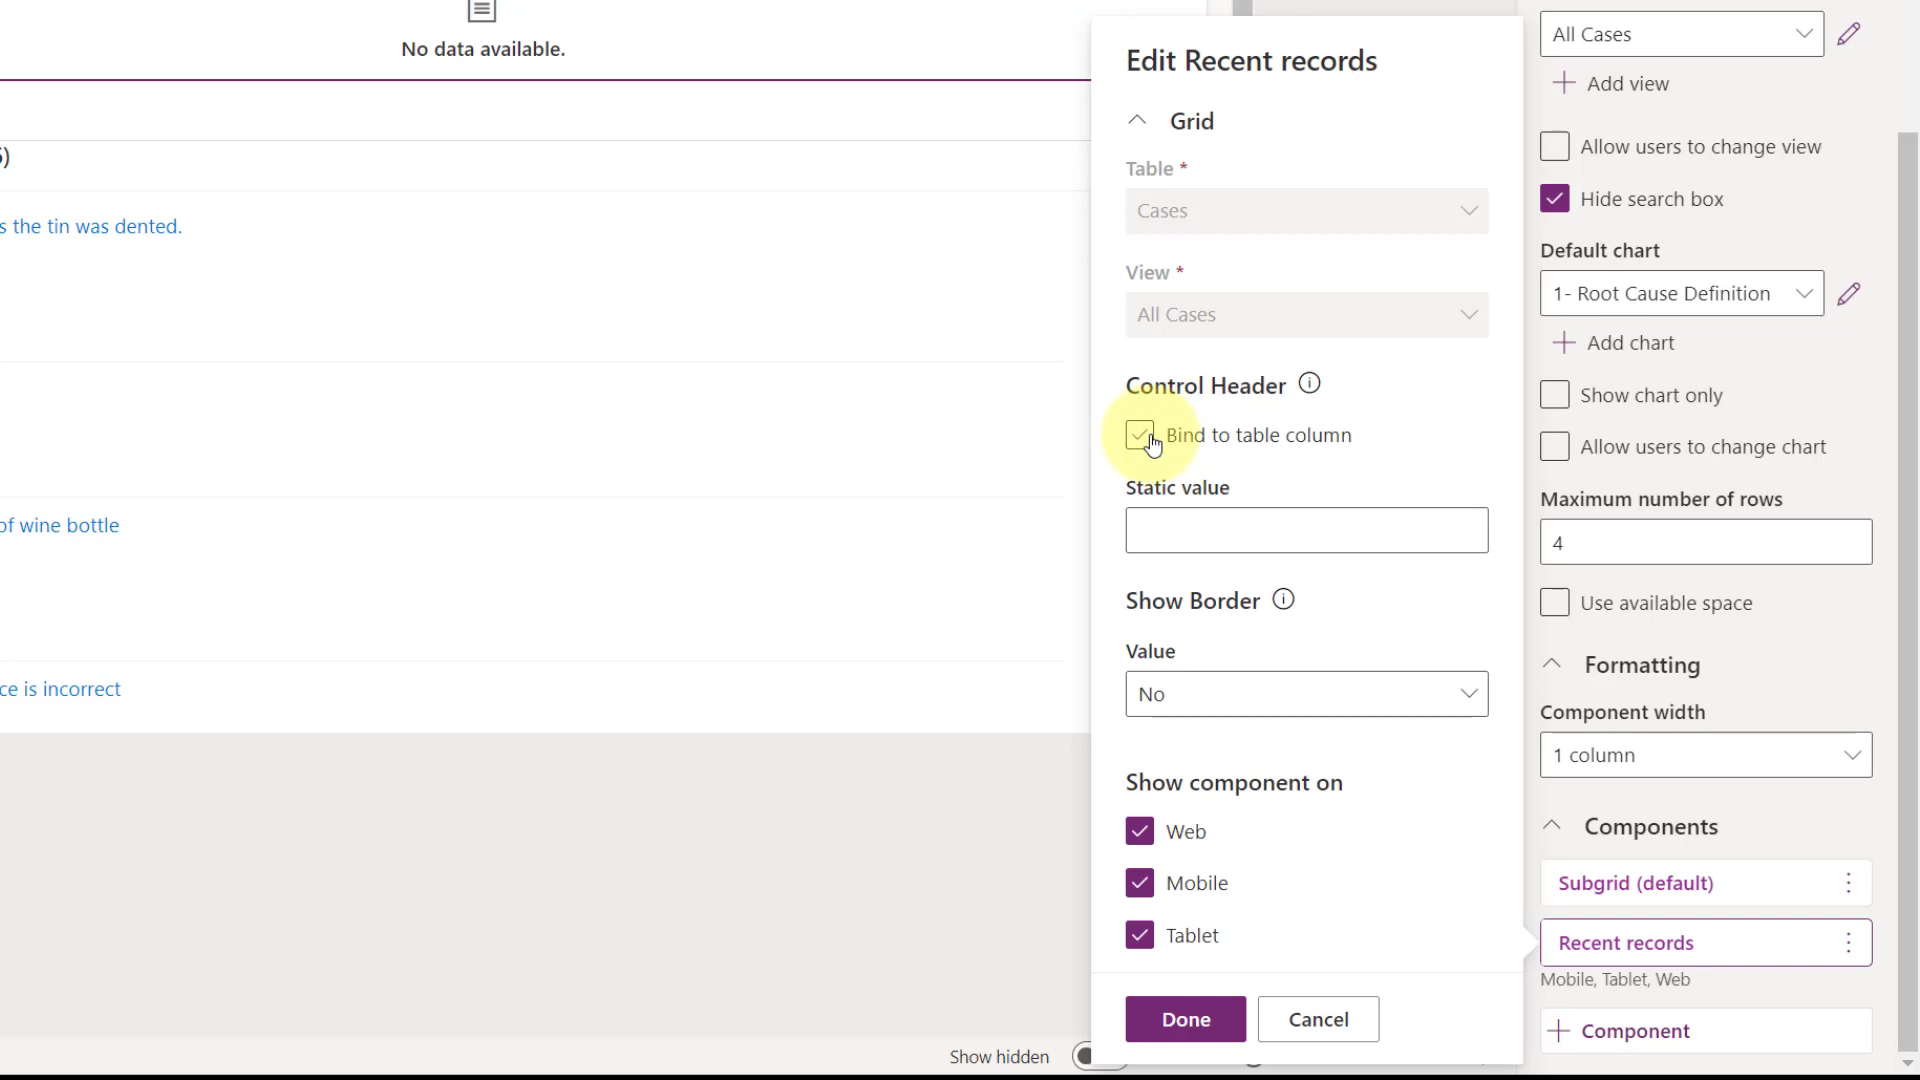 No data available.
s the tin was dented.
of wine bottle
ce is incorrect
Show hidden
Edit Recent records
Grid
Table *
Cases
View *
All Cases
Control Header
Bind to table column
Static value
Show Border
Value
No
Show component on
Web
Mobile
Tablet
Done
Cancel
All Cases
Add view
Allow users to change view
Hide search box
Default chart
1- Root Cause Definition
Add chart
Show chart only
Allow users to change chart
Maximum number of rows
4
Use available space
Formatting
Component width
1 column
Components
Subgrid (default)
Recent records
Mobile, Tablet, Web
Component